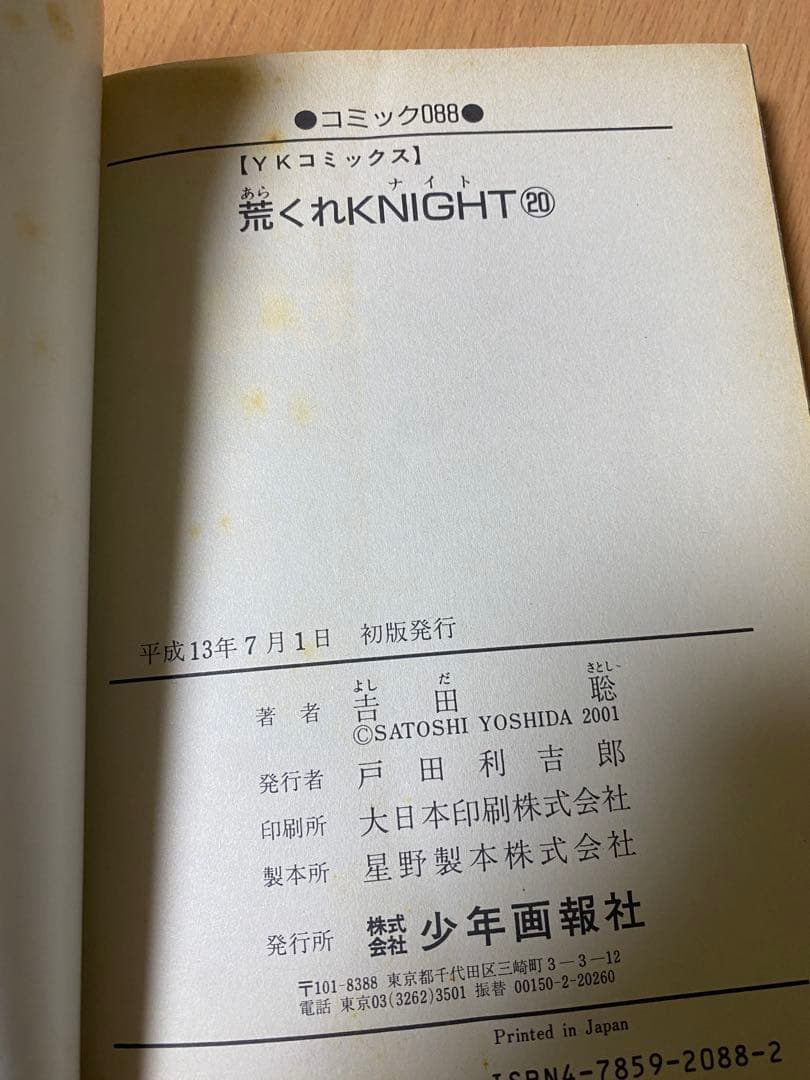 ●コミック088●
【YKコミックス】
あら ナイト
荒くれKNIGHT⑳
平成13年7月1日 初版発行
よし だ さとし
著者 吉田 聡
©SATOSHI YOSHIDA 2001
発行者 戸田利吉郎
印刷所 大日本印刷株式会社
製本所 星野製本株式会社
発行所 株式会社 少年画報社
〒101-8388 東京都千代田区三崎町3-3-12
電話 東京03(3262)3501 振替 00150-2-20260
Printed in Japan
ISBN4-7859-2088-2